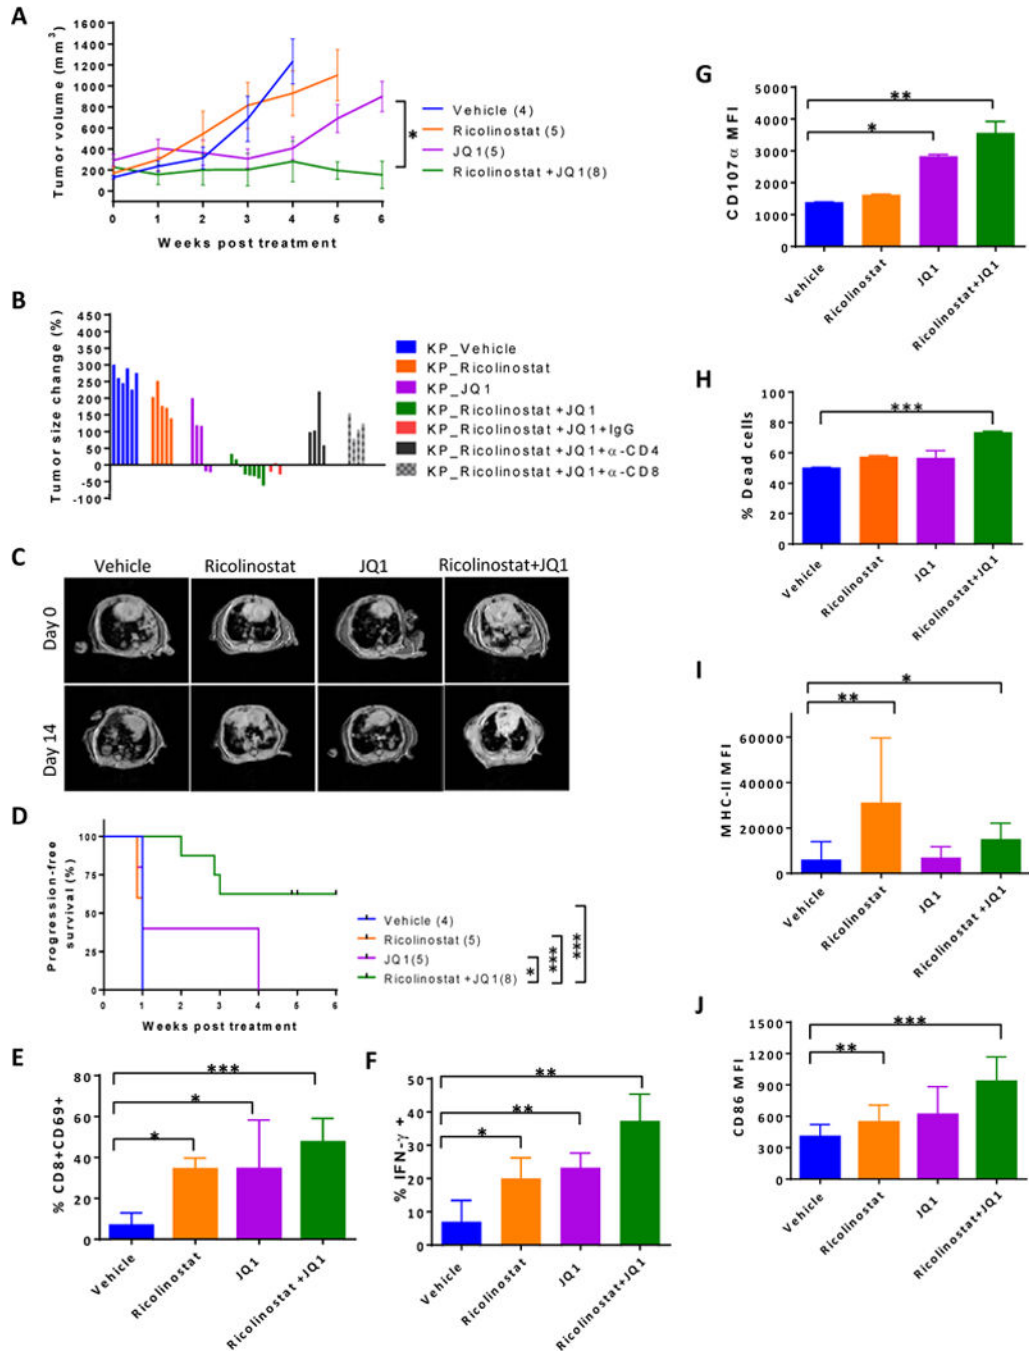 A
Tumor volume (mm³)
1600
1400
1200
1000
800
600
400
200
0
0 1 2 3 4 5 6
Weeks post treatment
Vehicle (4)
Ricolinostat (5)
JQ1(5)
Ricolinostat +JQ1(8)
*
B
Tumor size change (%)
450
400
350
300
250
200
150
100
50
0
-50
-100
KP_Vehicle
KP_Ricolinostat
KP_JQ1
KP_Ricolinostat +JQ1
KP_Ricolinostat +JQ1+IgG
KP_Ricolinostat +JQ1+α-CD4
KP_Ricolinostat +JQ1+α-CD8
C
Vehicle Ricolinostat JQ1 Ricolinostat+JQ1
Day 0
Day 14
D
Progression-free
survival (%)
100
75
50
25
0
0 1 2 3 4 5 6
Weeks post treatment
Vehicle (4)
Ricolinostat (5)
JQ1(5)
Ricolinostat +JQ1(8)
* *** ***
E
% CD8+CD69+
80
60
40
20
0
***
*
*
Vehicle Ricolinostat JQ1 Ricolinostat +JQ1
F
% IFN-γ +
50
40
30
20
10
0
**
**
*
Vehicle Ricolinostat JQ1 Ricolinostat+JQ1
G
CD107α MFI
5000
4000
3000
2000
1000
0
**
*
Vehicle Ricolinostat JQ1 Ricolinostat+JQ1
H
% Dead cells
100
80
60
40
20
0
***
Vehicle Ricolinostat JQ1 Ricolinostat+JQ1
I
MHC-II MFI
60000
40000
20000
0
*
**
Vehicle Ricolinostat JQ1 Ricolinostat +JQ1
J
CD86 MFI
1500
1200
900
600
300
0
***
**
Vehicle Ricolinostat JQ1 Ricolinostat+JQ1